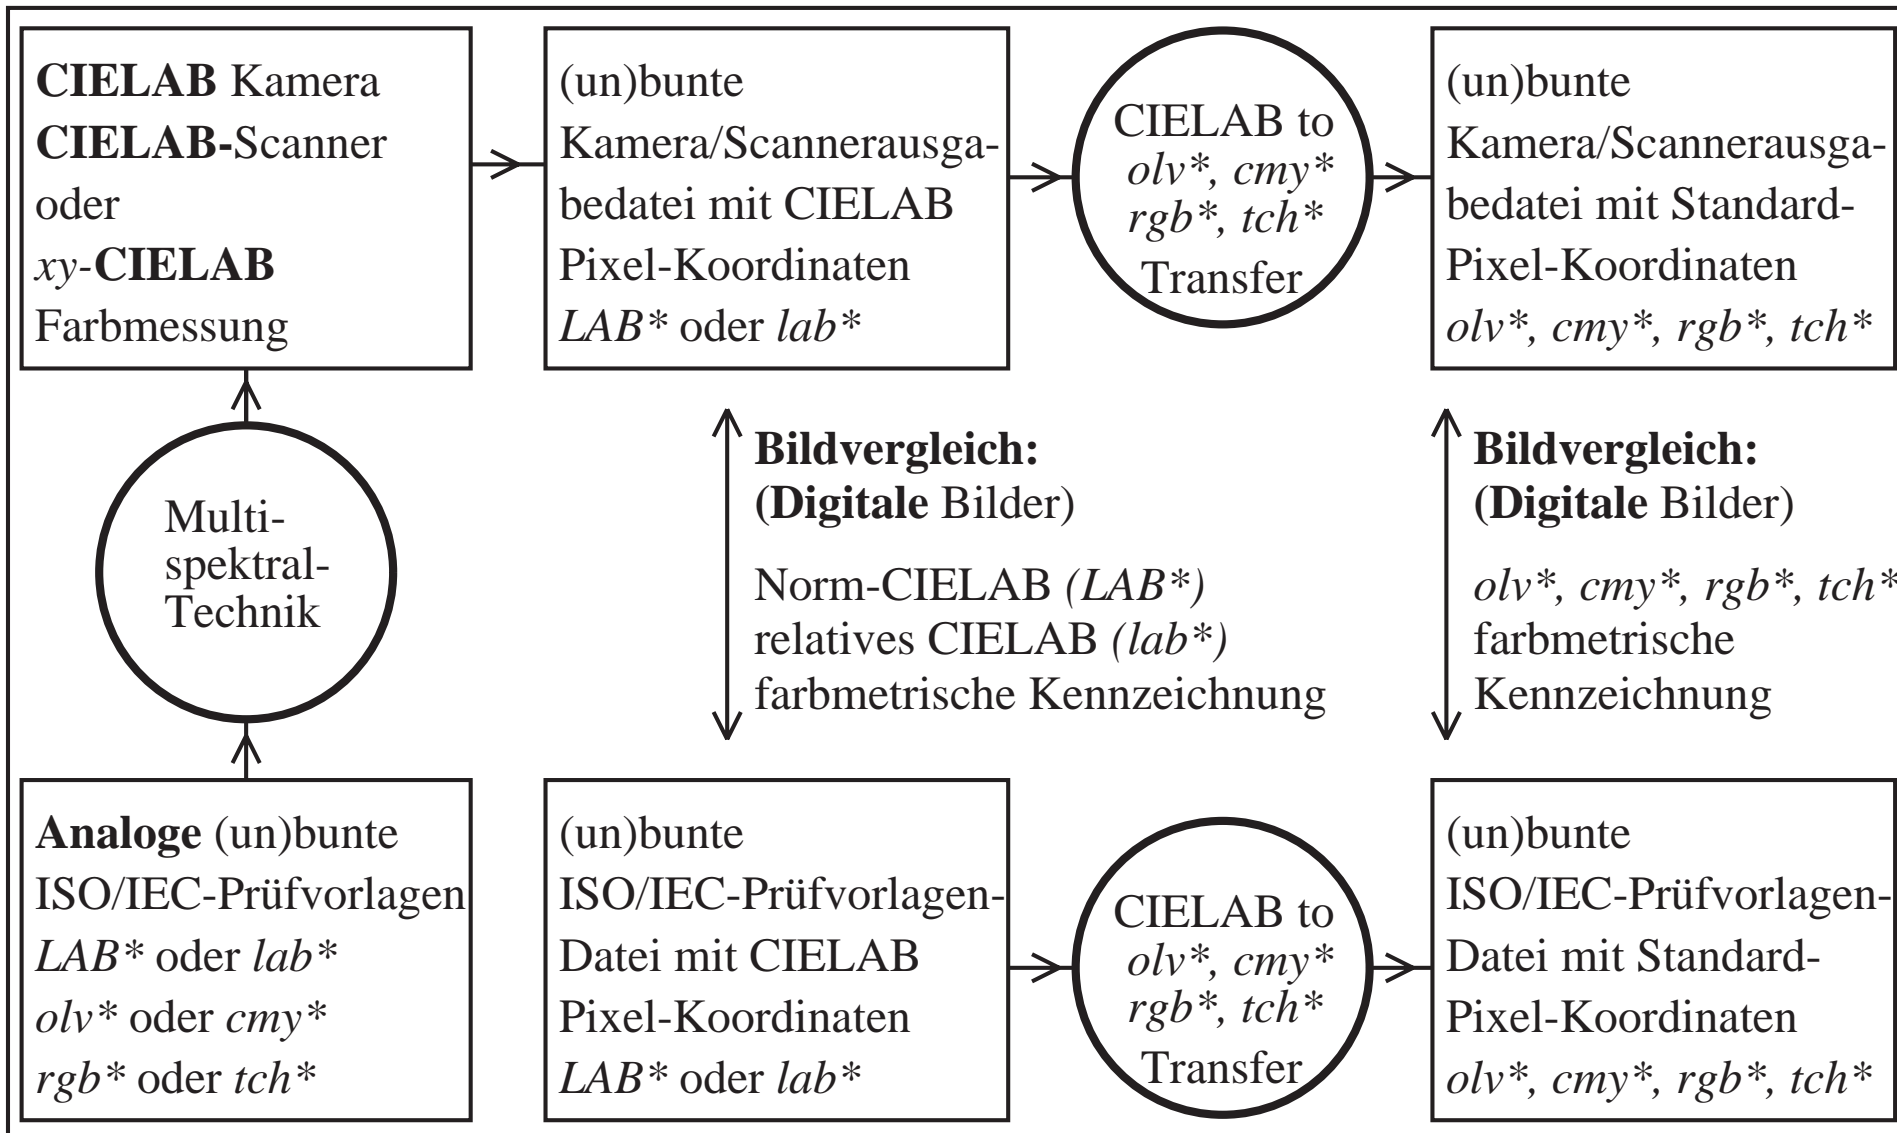 CIELAB Kamera
CIELAB-Scanner
oder
xy-CIELAB
Farbmessung
(un)bunte
Kamera/Scannerausga-
bedatei mit CIELAB
Pixel-Koordinaten
LAB* oder lab*
CIELAB to
olv*, cmy*
rgb*, tch*
Transfer
(un)bunte
Kamera/Scannerausga-
bedatei mit Standard-
Pixel-Koordinaten
olv*, cmy*, rgb*, tch*
Multi-
spektral-
Technik
Bildvergleich:
(Digitale Bilder)
Norm-CIELAB (LAB*)
relatives CIELAB (lab*)
farbmetrische Kennzeichnung
Bildvergleich:
(Digitale Bilder)
olv*, cmy*, rgb*, tch*
farbmetrische
Kennzeichnung
Analoge (un)bunte
ISO/IEC-Prüfvorlagen
LAB* oder lab*
olv* oder cmy*
rgb* oder tch*
(un)bunte
ISO/IEC-Prüfvorlagen-
Datei mit CIELAB
Pixel-Koordinaten
LAB* oder lab*
CIELAB to
olv*, cmy*
rgb*, tch*
Transfer
(un)bunte
ISO/IEC-Prüfvorlagen-
Datei mit Standard-
Pixel-Koordinaten
olv*, cmy*, rgb*, tch*